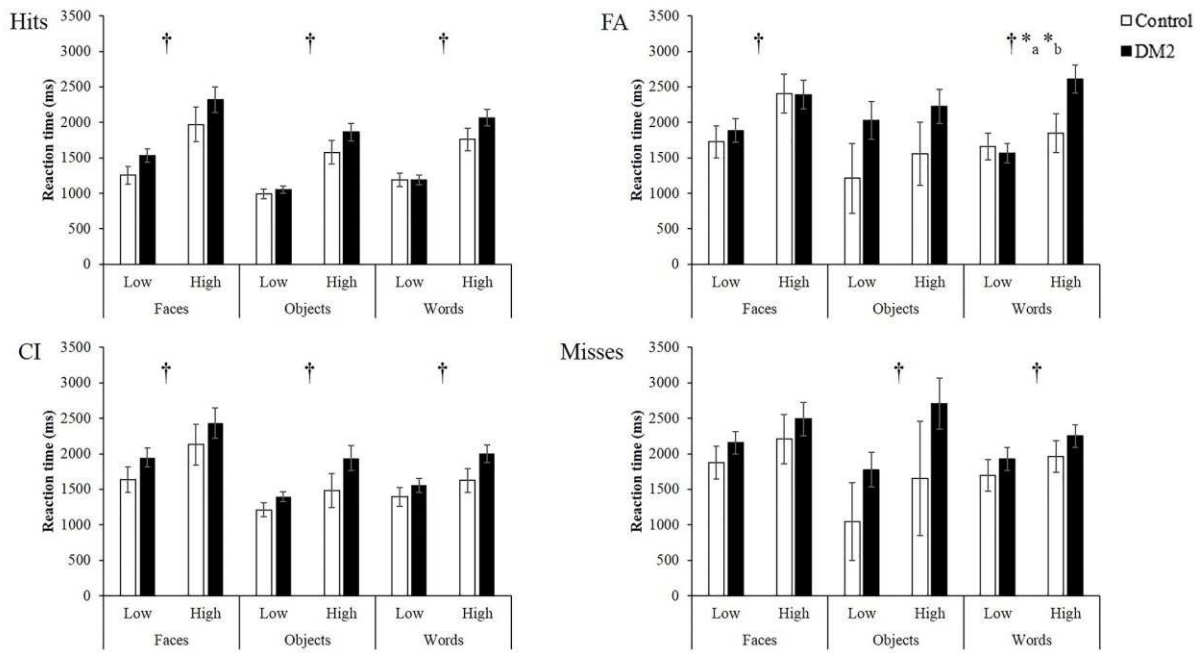 Hits
3500
3000
2500
2000
1500
1000
500
0
Reaction time (ms)
† † †
Low High Low High Low High
Faces Objects Words
FA
3500
3000
2500
2000
1500
1000
500
0
Reaction time (ms)
† † *a *b
Low High Low High Low High
Faces Objects Words
Control
DM2
CI
3500
3000
2500
2000
1500
1000
500
0
Reaction time (ms)
† † †
Low High Low High Low High
Faces Objects Words
Misses
3500
3000
2500
2000
1500
1000
500
0
Reaction time (ms)
† †
Low High Low High Low High
Faces Objects Words